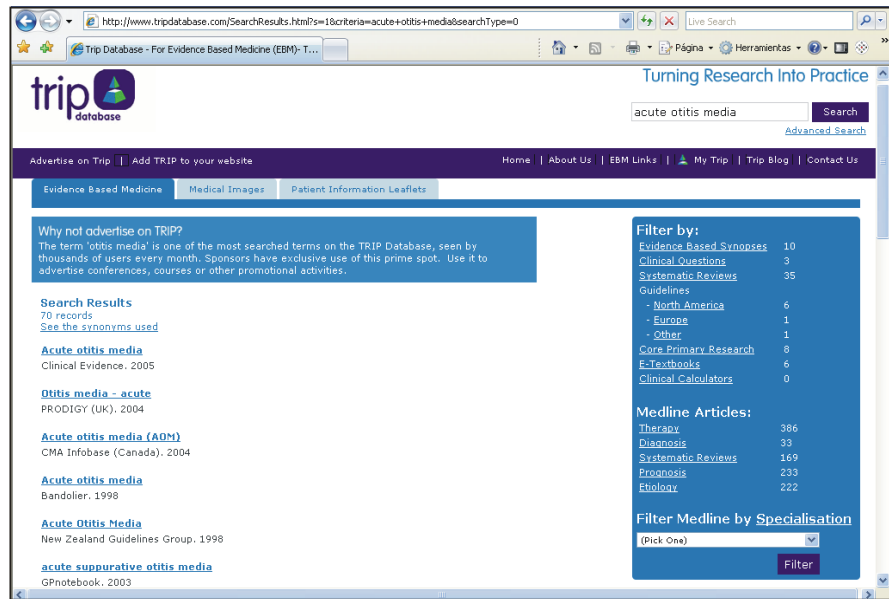 http://www.tripdatabase.com/SearchResults.html?s=1&criteria=acute+otitis+media&searchType=0
Live Search
Trip Database - For Evidence Based Medicine (EBM)- T...
Página
Herramientas
trip
database
Turning Research Into Practice
acute otitis media
Search
Advanced Search
Advertise on Trip | Add TRIP to your website
Home | About Us | EBM Links | My Trip | Trip Blog | Contact Us
Evidence Based Medicine
Medical Images
Patient Information Leaflets
Why not advertise on TRIP?
The term 'otitis media' is one of the most searched terms on the TRIP Database, seen by
thousands of users every month. Sponsors have exclusive use of this prime spot. Use it to
advertise conferences, courses or other promotional activities.
Search Results
70 records
See the synonyms used
Acute otitis media
Clinical Evidence. 2005
Otitis media - acute
PRODIGY (UK). 2004
Acute otitis media (AOM)
CMA Infobase (Canada). 2004
Acute otitis media
Bandolier. 1998
Acute Otitis Media
New Zealand Guidelines Group. 1998
acute suppurative otitis media
GPnotebook. 2003
Filter by:
Evidence Based Synopses 10
Clinical Questions 3
Systematic Reviews 35
Guidelines
- North America 6
- Europe 1
- Other 1
Core Primary Research 8
E-Textbooks 6
Clinical Calculators 0
Medline Articles:
Therapy 386
Diagnosis 33
Systematic Reviews 169
Prognosis 233
Etiology 222
Filter Medline by Specialisation
(Pick One)
Filter